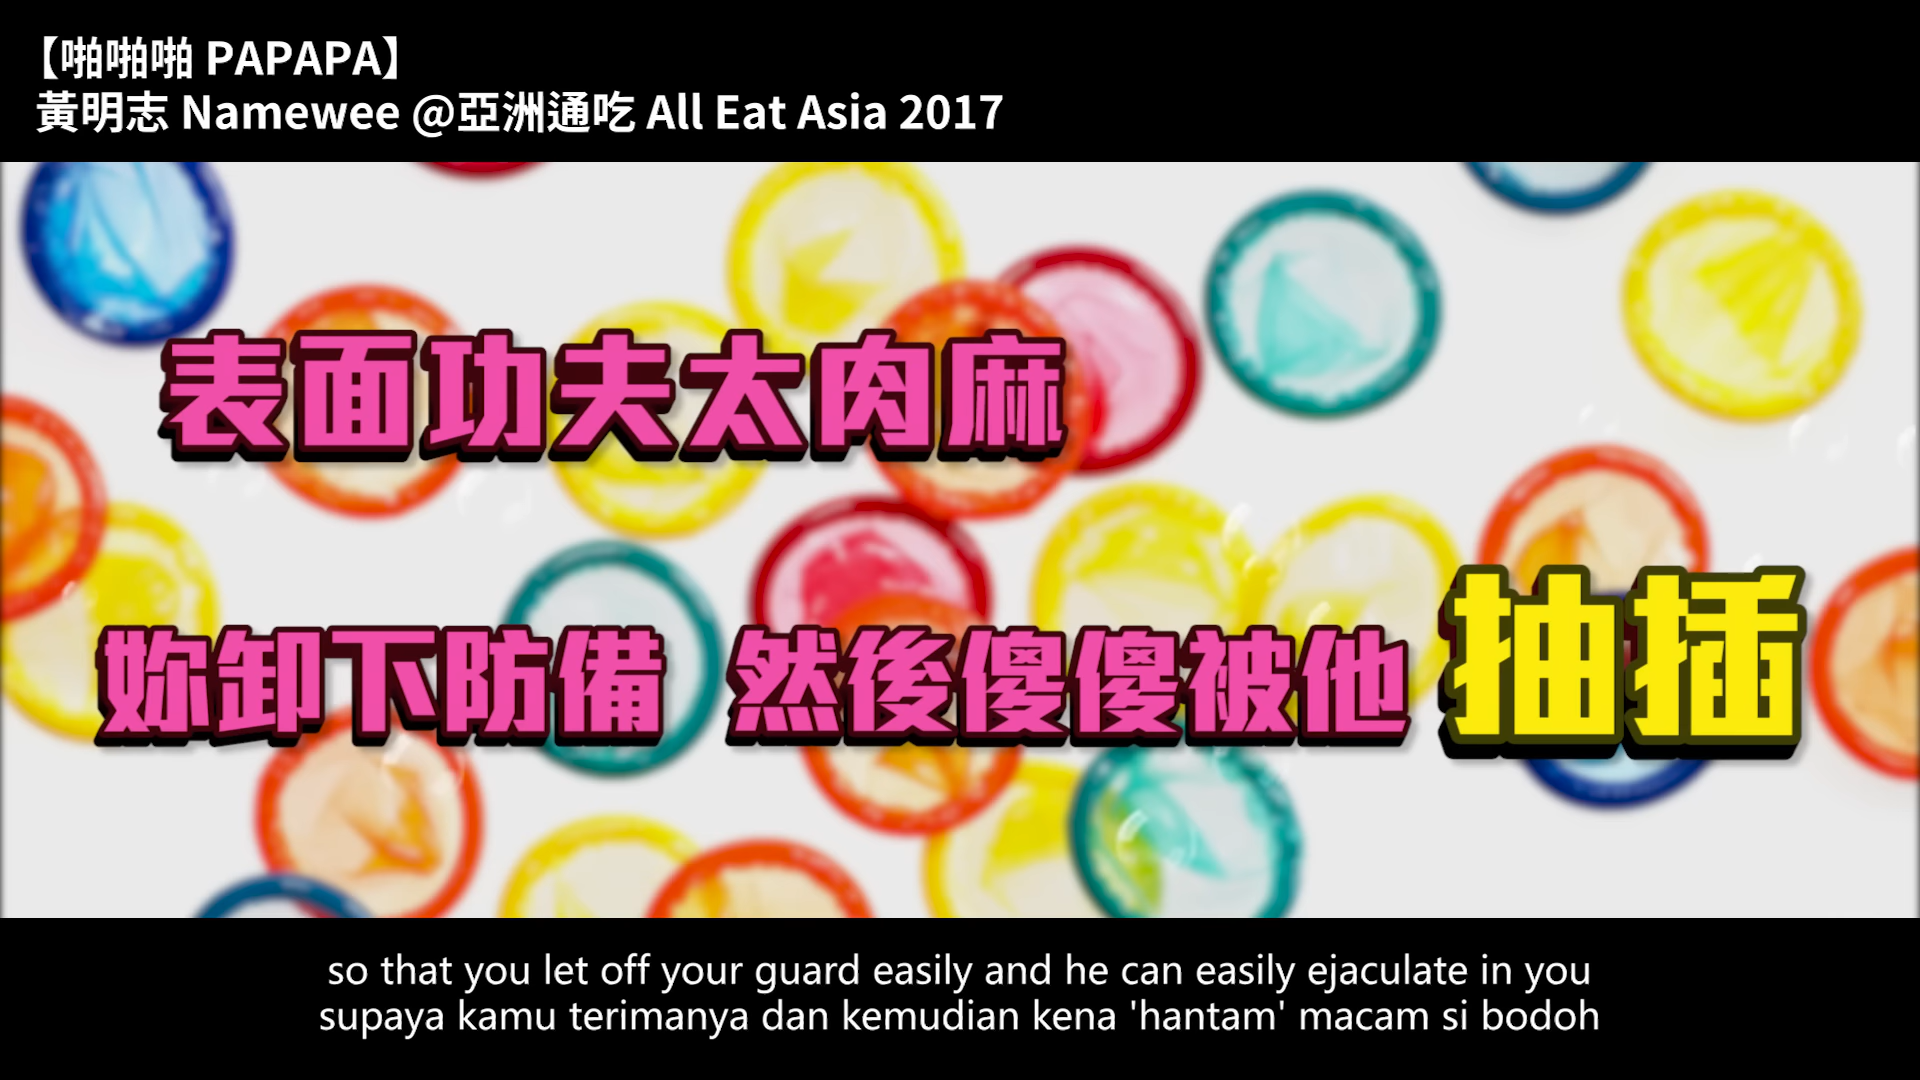 【啪啪啪 PAPAPA】
黃明志 Namewee @亞洲通吃 All Eat Asia 2017
表面功夫太肉麻
妳卸下防備 然後傻傻被他 抽插
so that you let off your guard easily and he can easily ejaculate in you
supaya kamu terimanya dan kemudian kena 'hantam' macam si bodoh